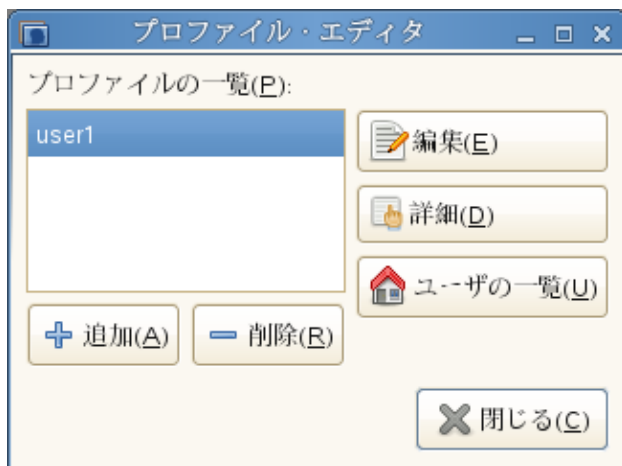 プロファイル・エディタ
プロファイルの一覧(P):
user1
編集(E)
詳細(D)
ユーザの一覧(U)
追加(A)
削除(R)
閉じる(C)